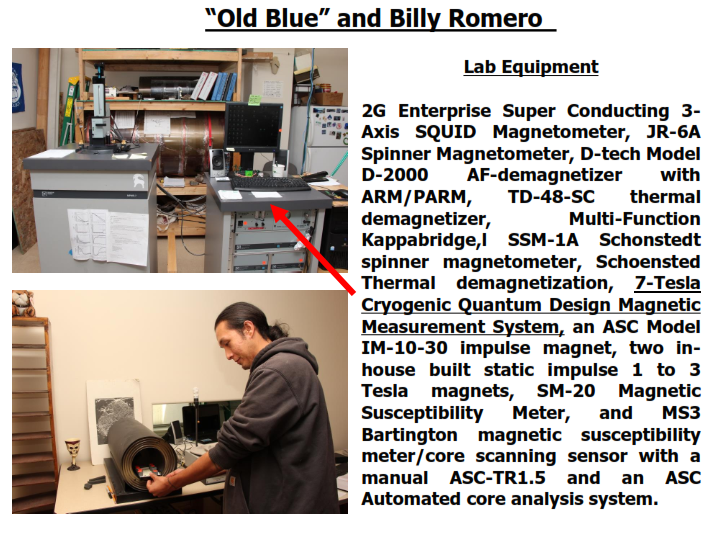 “Old Blue” and Billy Romero
Lab Equipment
2G Enterprise Super Conducting 3-
Axis SQUID Magnetometer, JR-6A
Spinner Magnetometer, D-tech Model
D-2000 AF-demagnetizer with
ARM/PARM, TD-48-SC thermal
demagnetizer, Multi-Function
Kappabridge,l SSM-1A Schonstedt
spinner magnetometer, Schoensted
Thermal demagnetization, 7-Tesla
Cryogenic Quantum Design Magnetic
Measurement System, an ASC Model
IM-10-30 impulse magnet, two in-
house built static impulse 1 to 3
Tesla magnets, SM-20 Magnetic
Susceptibility Meter, and MS3
Bartington magnetic susceptibility
meter/core scanning sensor with a
manual ASC-TR1.5 and an ASC
Automated core analysis system.